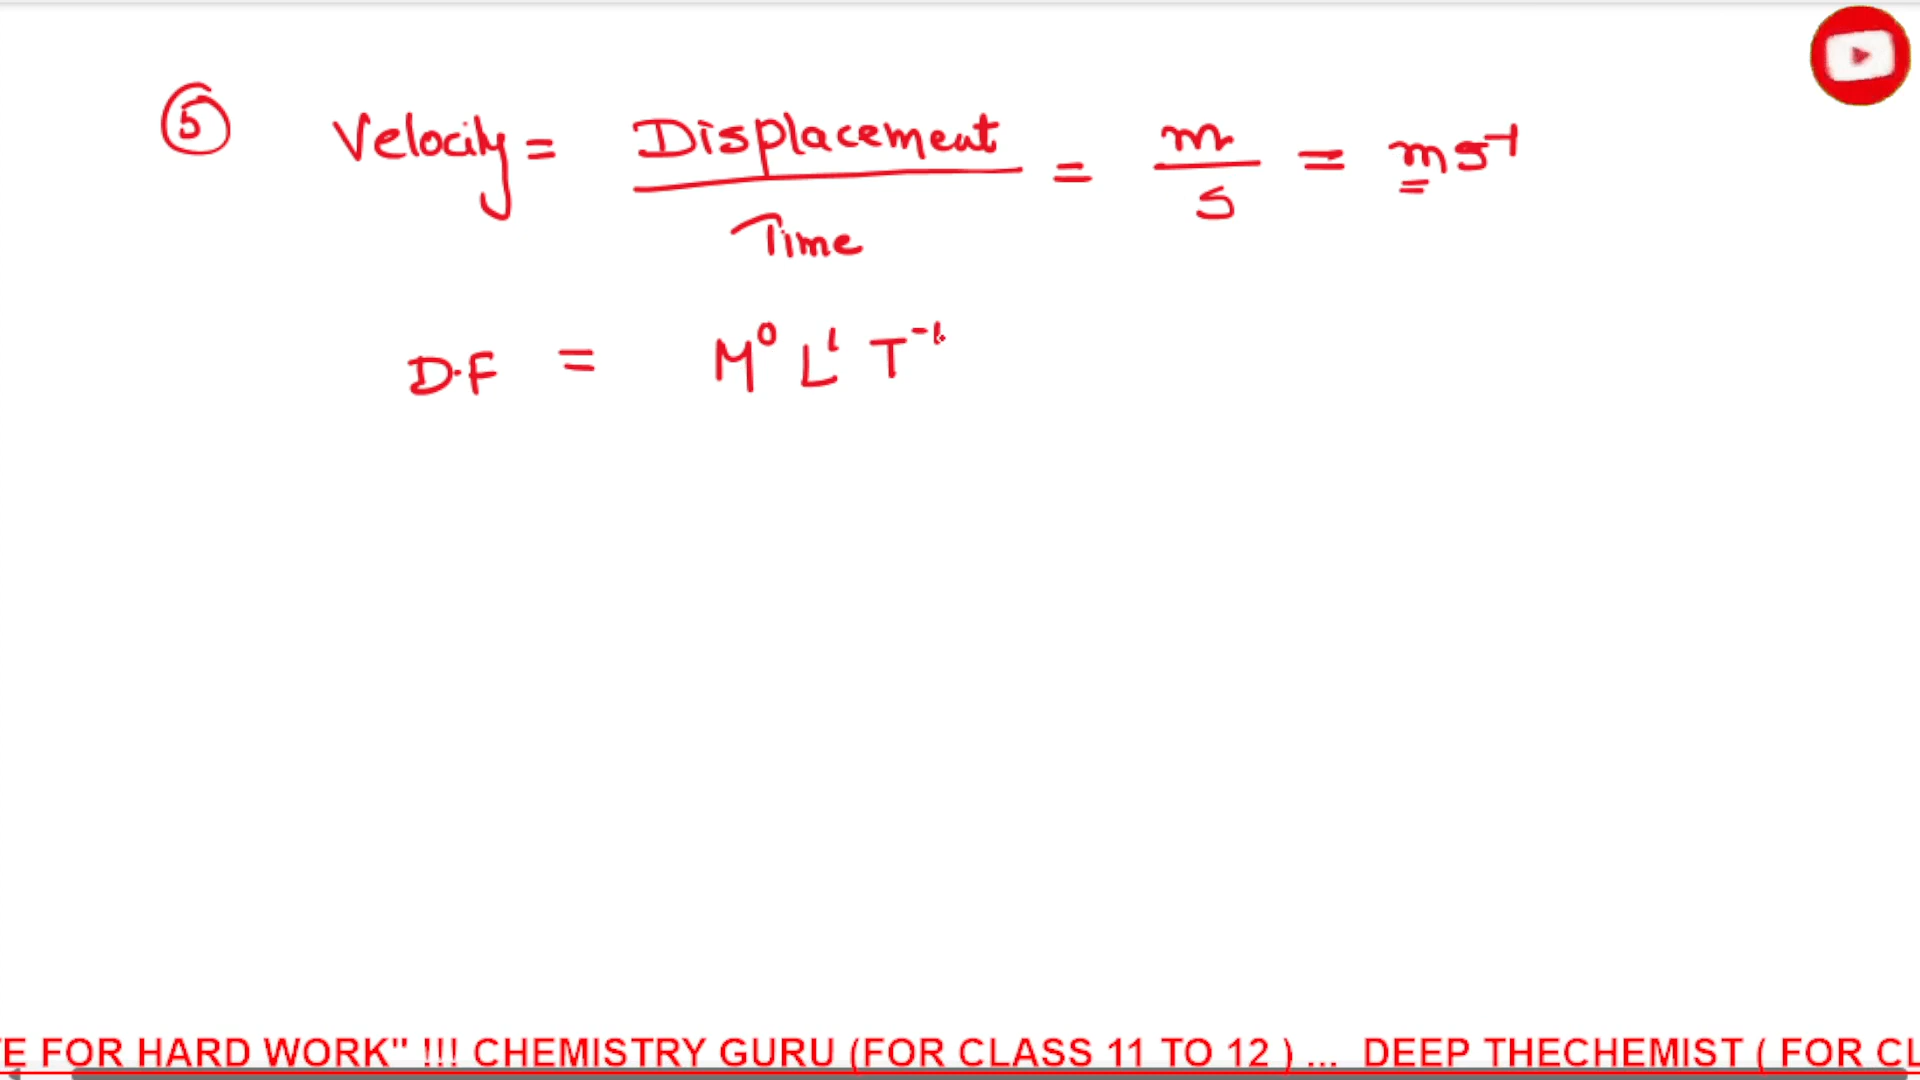 ⑤ Velocity = Displacement / Time = m / s = m s⁻¹
D.F = M⁰ L¹ T⁻¹
E FOR HARD WORK" !!! CHEMISTRY GURU (FOR CLASS 11 TO 12 ) ... DEEP THECHEMIST ( FOR CL